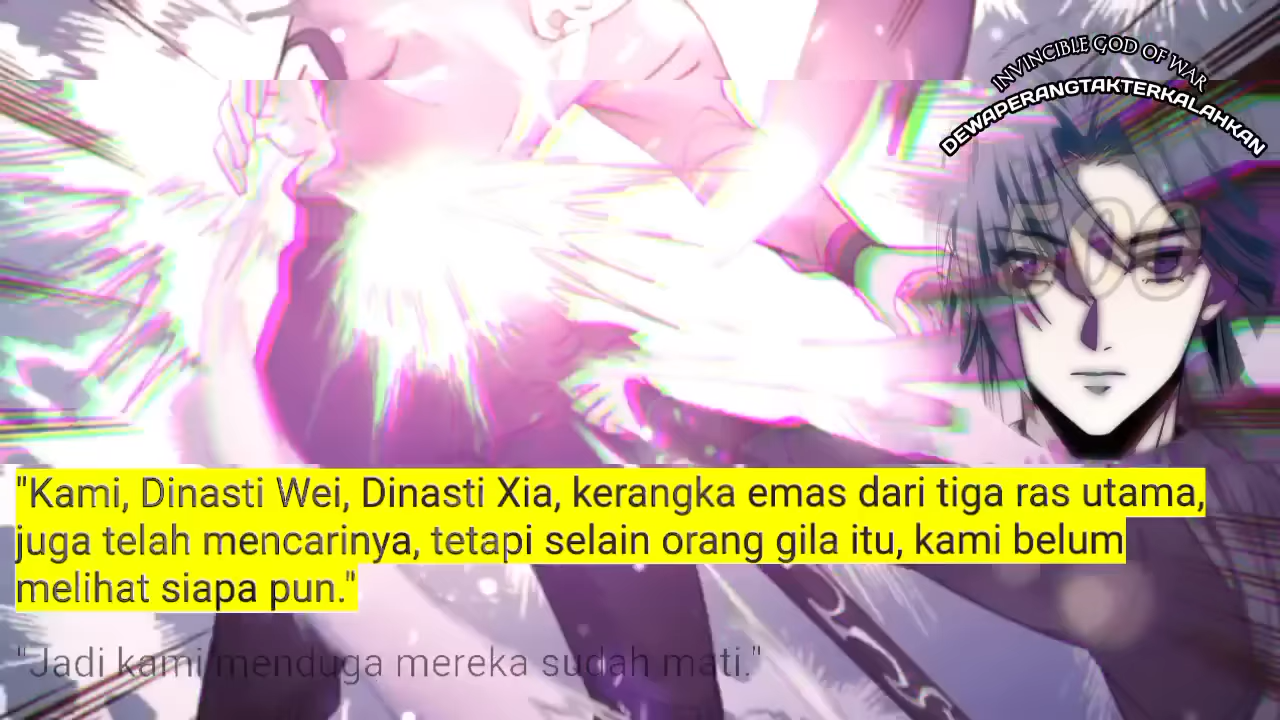 INVINCIBLE GOD OF WAR
DEWAPERANGTAKTERKALAHKAN
500
"Kami, Dinasti Wei, Dinasti Xia, kerangka emas dari tiga ras utama,
juga telah mencarinya, tetapi selain orang gila itu, kami belum
melihat siapa pun."
"Jadi kami menduga mereka sudah mati."